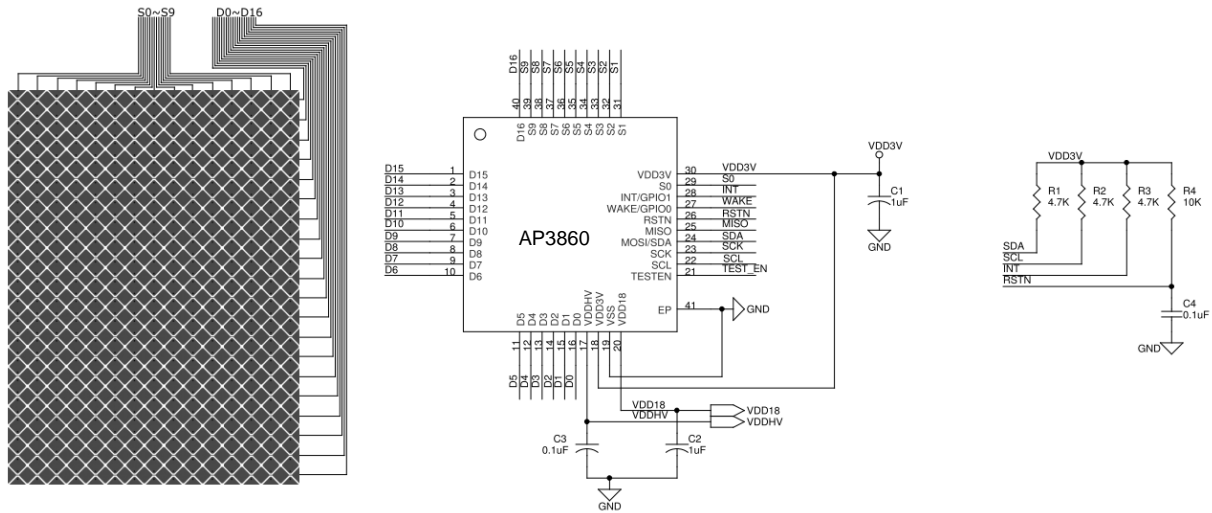 S0~S9
D0~D16
D16
S9
S8
S7
S6
S5
S4
S3
S2
S1
40
39
38
37
36
35
34
33
32
31
D16
S9
S8
S7
S6
S5
S4
S3
S2
S1
D15 1 D15
D14 2 D14
D13 3 D13
D12 4 D12
D11 5 D11
D10 6 D10
D9 7 D9
D8 8 D8
D7 9 D7
D6 10 D6
AP3860
VDD3V 30 VDD3V
S0 29 S0
INT/GPIO1 28 INT
WAKE/GPIO0 27 WAKE
RSTN 26 RSTN
MISO 25 MISO
MOSI/SDA 24 SDA
SCK 23 SCK
SCL 22 SCL
TESTEN 21 TEST_EN
EP 41
GND
D5
D4
D3
D2
D1
D0
VDDHV
VDD3V
VSS
VDD18
11
12
13
14
15
16
17
18
19
20
D5
D4
D3
D2
D1
D0
VDD18
VDDHV
VDD18
VDDHV
C3
0.1uF
C2
1uF
GND
VDD3V
C1
1uF
GND
VDD3V
R1
4.7K
R2
4.7K
R3
4.7K
R4
10K
SDA
SCL
INT
RSTN
C4
0.1uF
GND